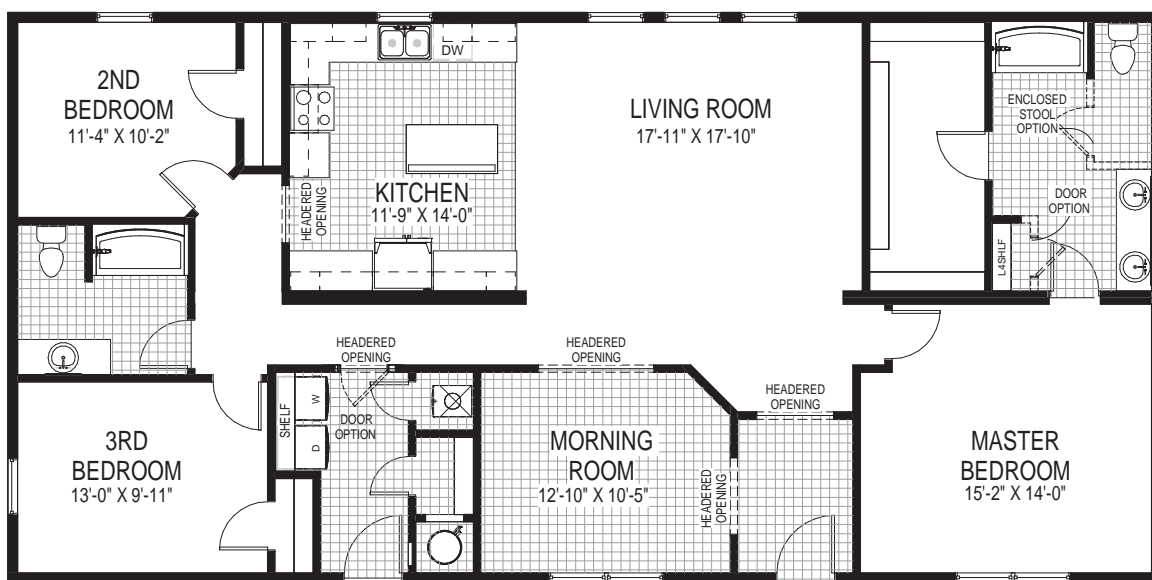 2ND
BEDROOM
11'-4" X 10'-2"
DW
KITCHEN
11'-9" X 14'-0"
HEADERED
OPENING
LIVING ROOM
17'-11" X 17'-10"
ENCLOSED
STOOL
OPTION
DOOR
OPTION
L4SHLF
HEADERED
OPENING
HEADERED
OPENING
HEADERED
OPENING
SHELF
W
D
DOOR
OPTION
3RD
BEDROOM
13'-0" X 9'-11"
MORNING
ROOM
12'-10" X 10'-5"
HEADERED
OPENING
MASTER
BEDROOM
15'-2" X 14'-0"